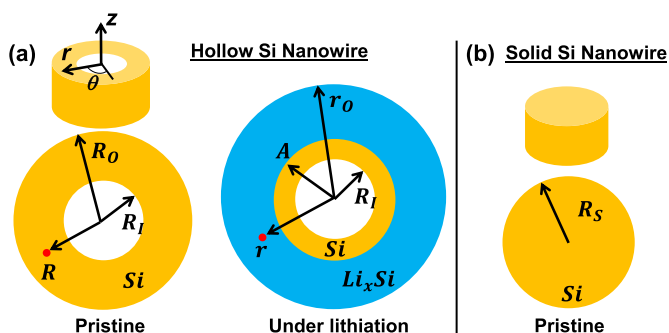 (a)
z
r
θ
Hollow Si Nanowire
R_O
R_I
R
Si
Pristine
r_O
A
R_I
r
Si
Li_xSi
Under lithiation
(b) Solid Si Nanowire
R_S
Si
Pristine